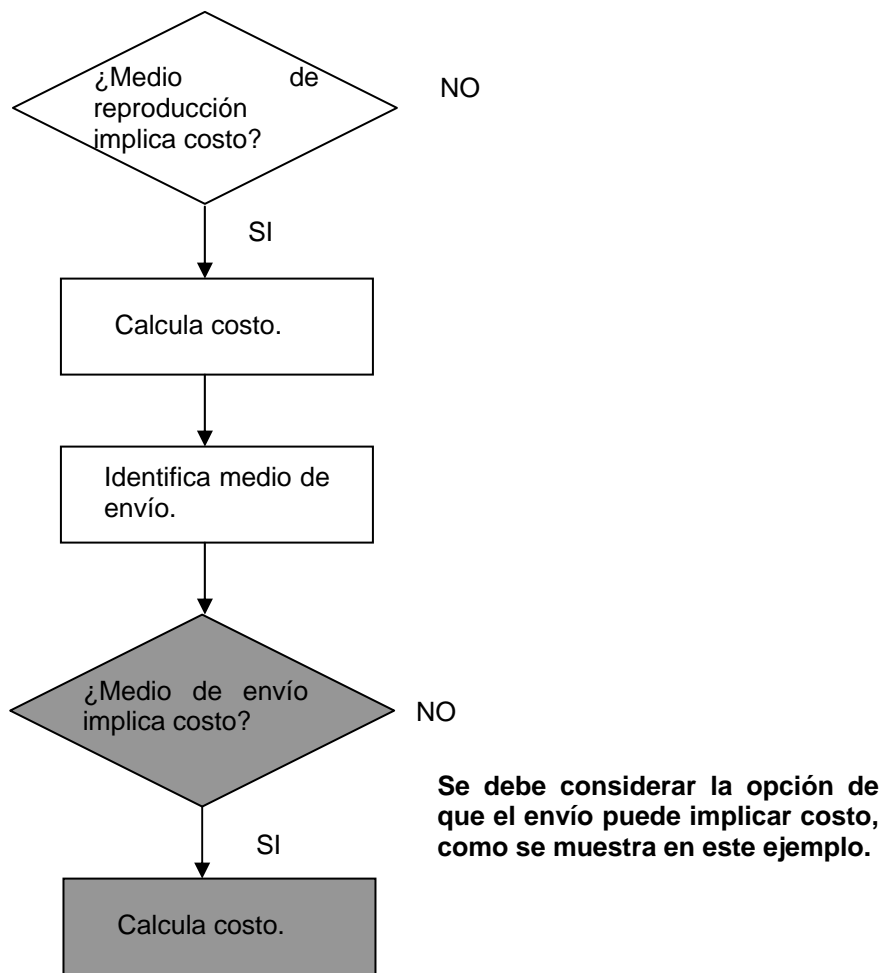 ¿Medio de
reproducción
implica costo?
NO
SI
Calcula costo.
Identifica medio de
envío.
¿Medio de envío
implica costo?
NO
Se debe considerar la opción de
que el envío puede implicar costo,
como se muestra en este ejemplo.
SI
Calcula costo.